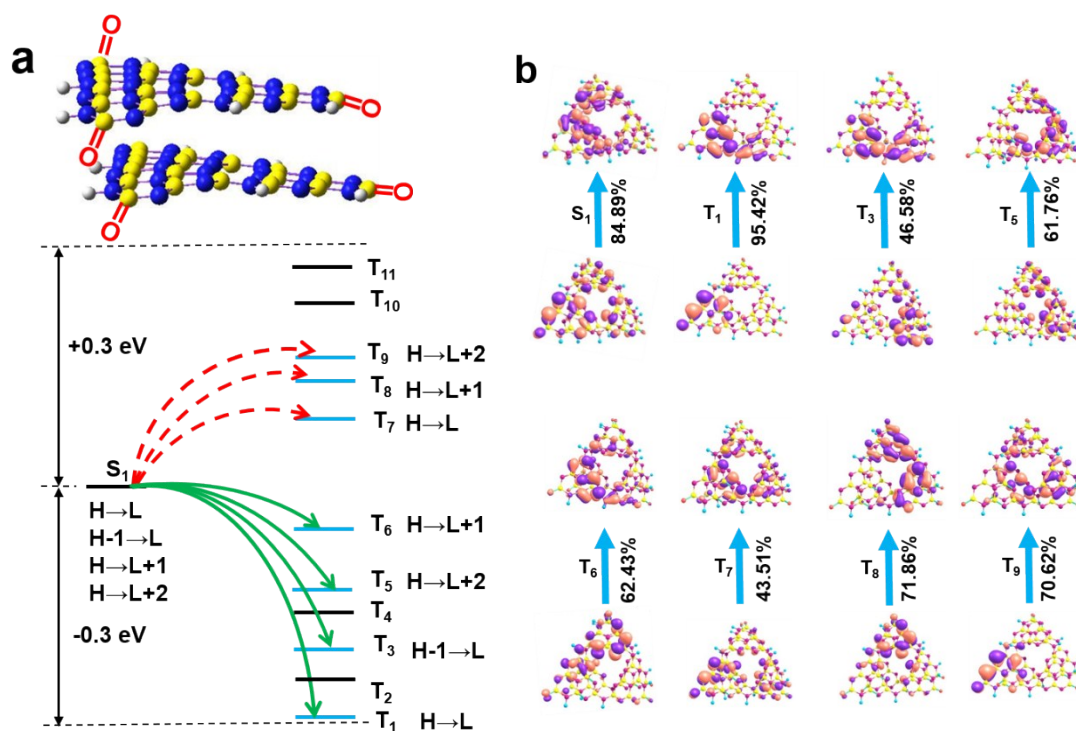 a
O
O
O
O
+0.3 eV
-0.3 eV
T₁₁
T₁₀
T₉ H→L+2
T₈ H→L+1
T₇ H→L
S₁
H→L
H-1→L
H→L+1
H→L+2
T₆ H→L+1
T₅ H→L+2
T₄
T₃ H-1→L
T₂
T₁ H→L
b
S₁ 84.89%
T₁ 95.42%
T₃ 46.58%
T₅ 61.76%
T₆ 62.43%
T₇ 43.51%
T₈ 71.86%
T₉ 70.62%